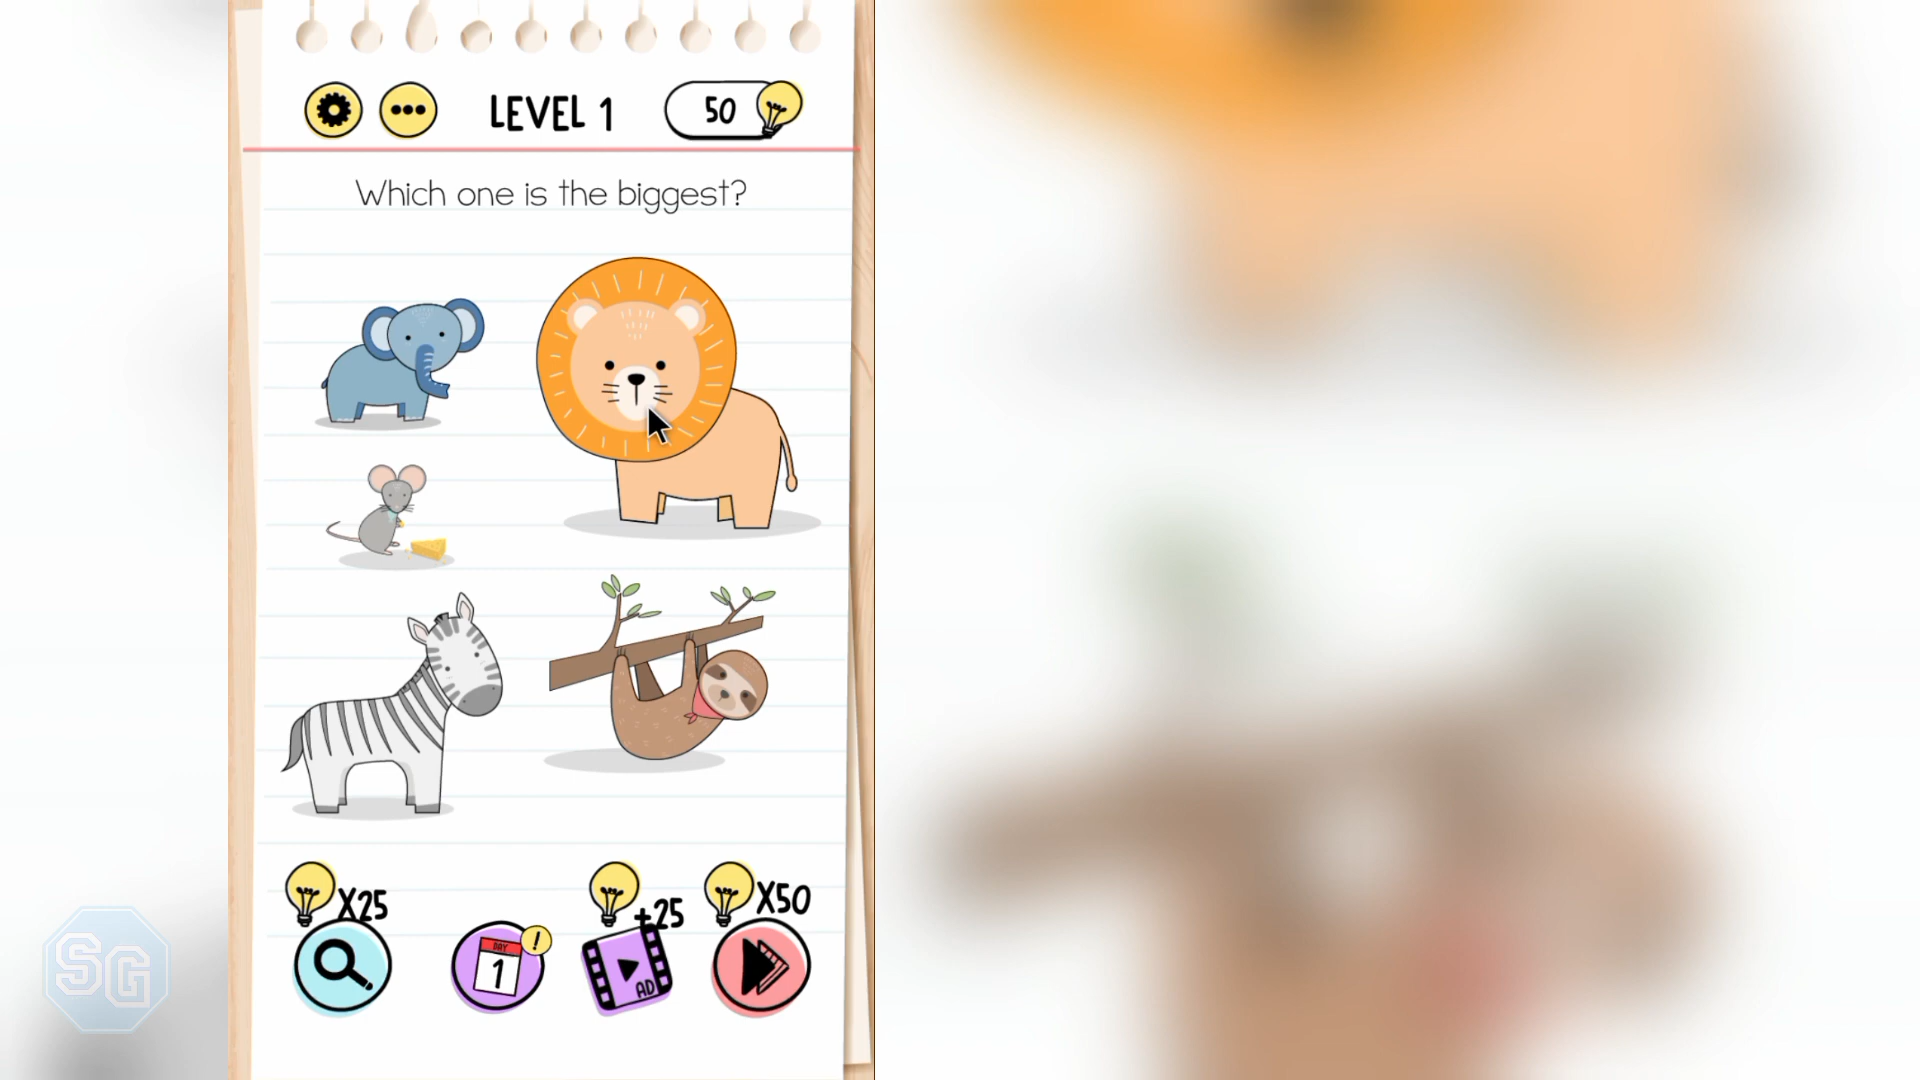 LEVEL 1
50
Which one is the biggest?
X25
+25
X50
DAY
1
!
AD
SG